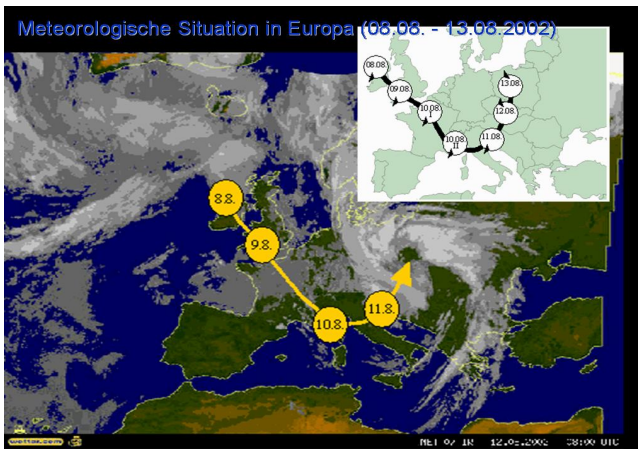 Meteorologische Situation in Europa (08.08. - 13.08.2002)
08.08.
09.08.
10.08.
I
10.08.
II
11.08.
12.08.
13.08.
8.8.
9.8.
10.8.
11.8.
wetter.com
MET 07 IR 12.08.2002 08:00 UTC